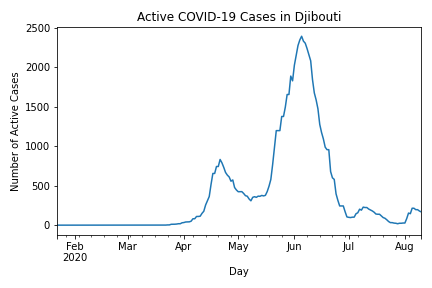 Active COVID-19 Cases in Djibouti
Number of Active Cases
2500
2000
1500
1000
500
0
Feb Mar Apr May Jun Jul Aug
2020
Day